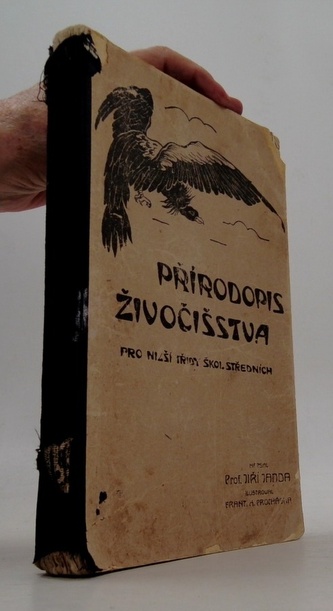 PŘÍRODOPIS
ŽIVOČIŠSTVA
PRO NIŽŠÍ TŘÍDY ŠKOL STŘEDNÍCH
Prof. JIŘÍ JANDA
ILUSTROVAL
FRANT. PROCHÁZKA